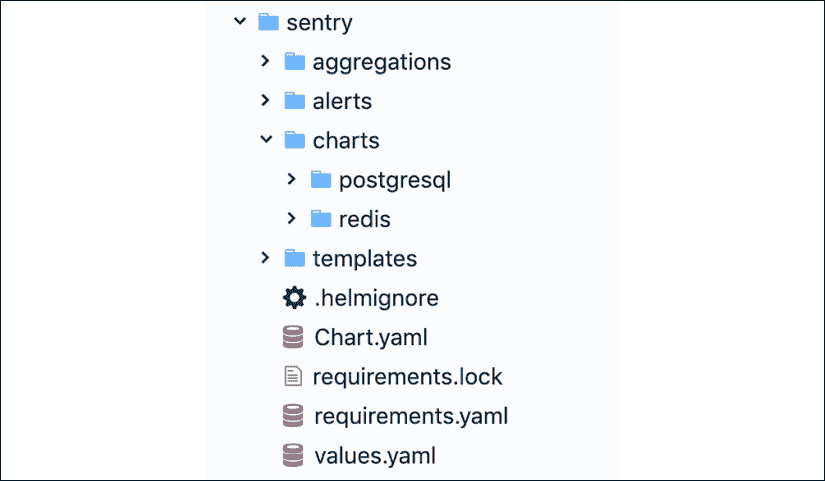 sentry
aggregations
alerts
charts
postgresql
redis
templates
.helmignore
Chart.yaml
requirements.lock
requirements.yaml
values.yaml